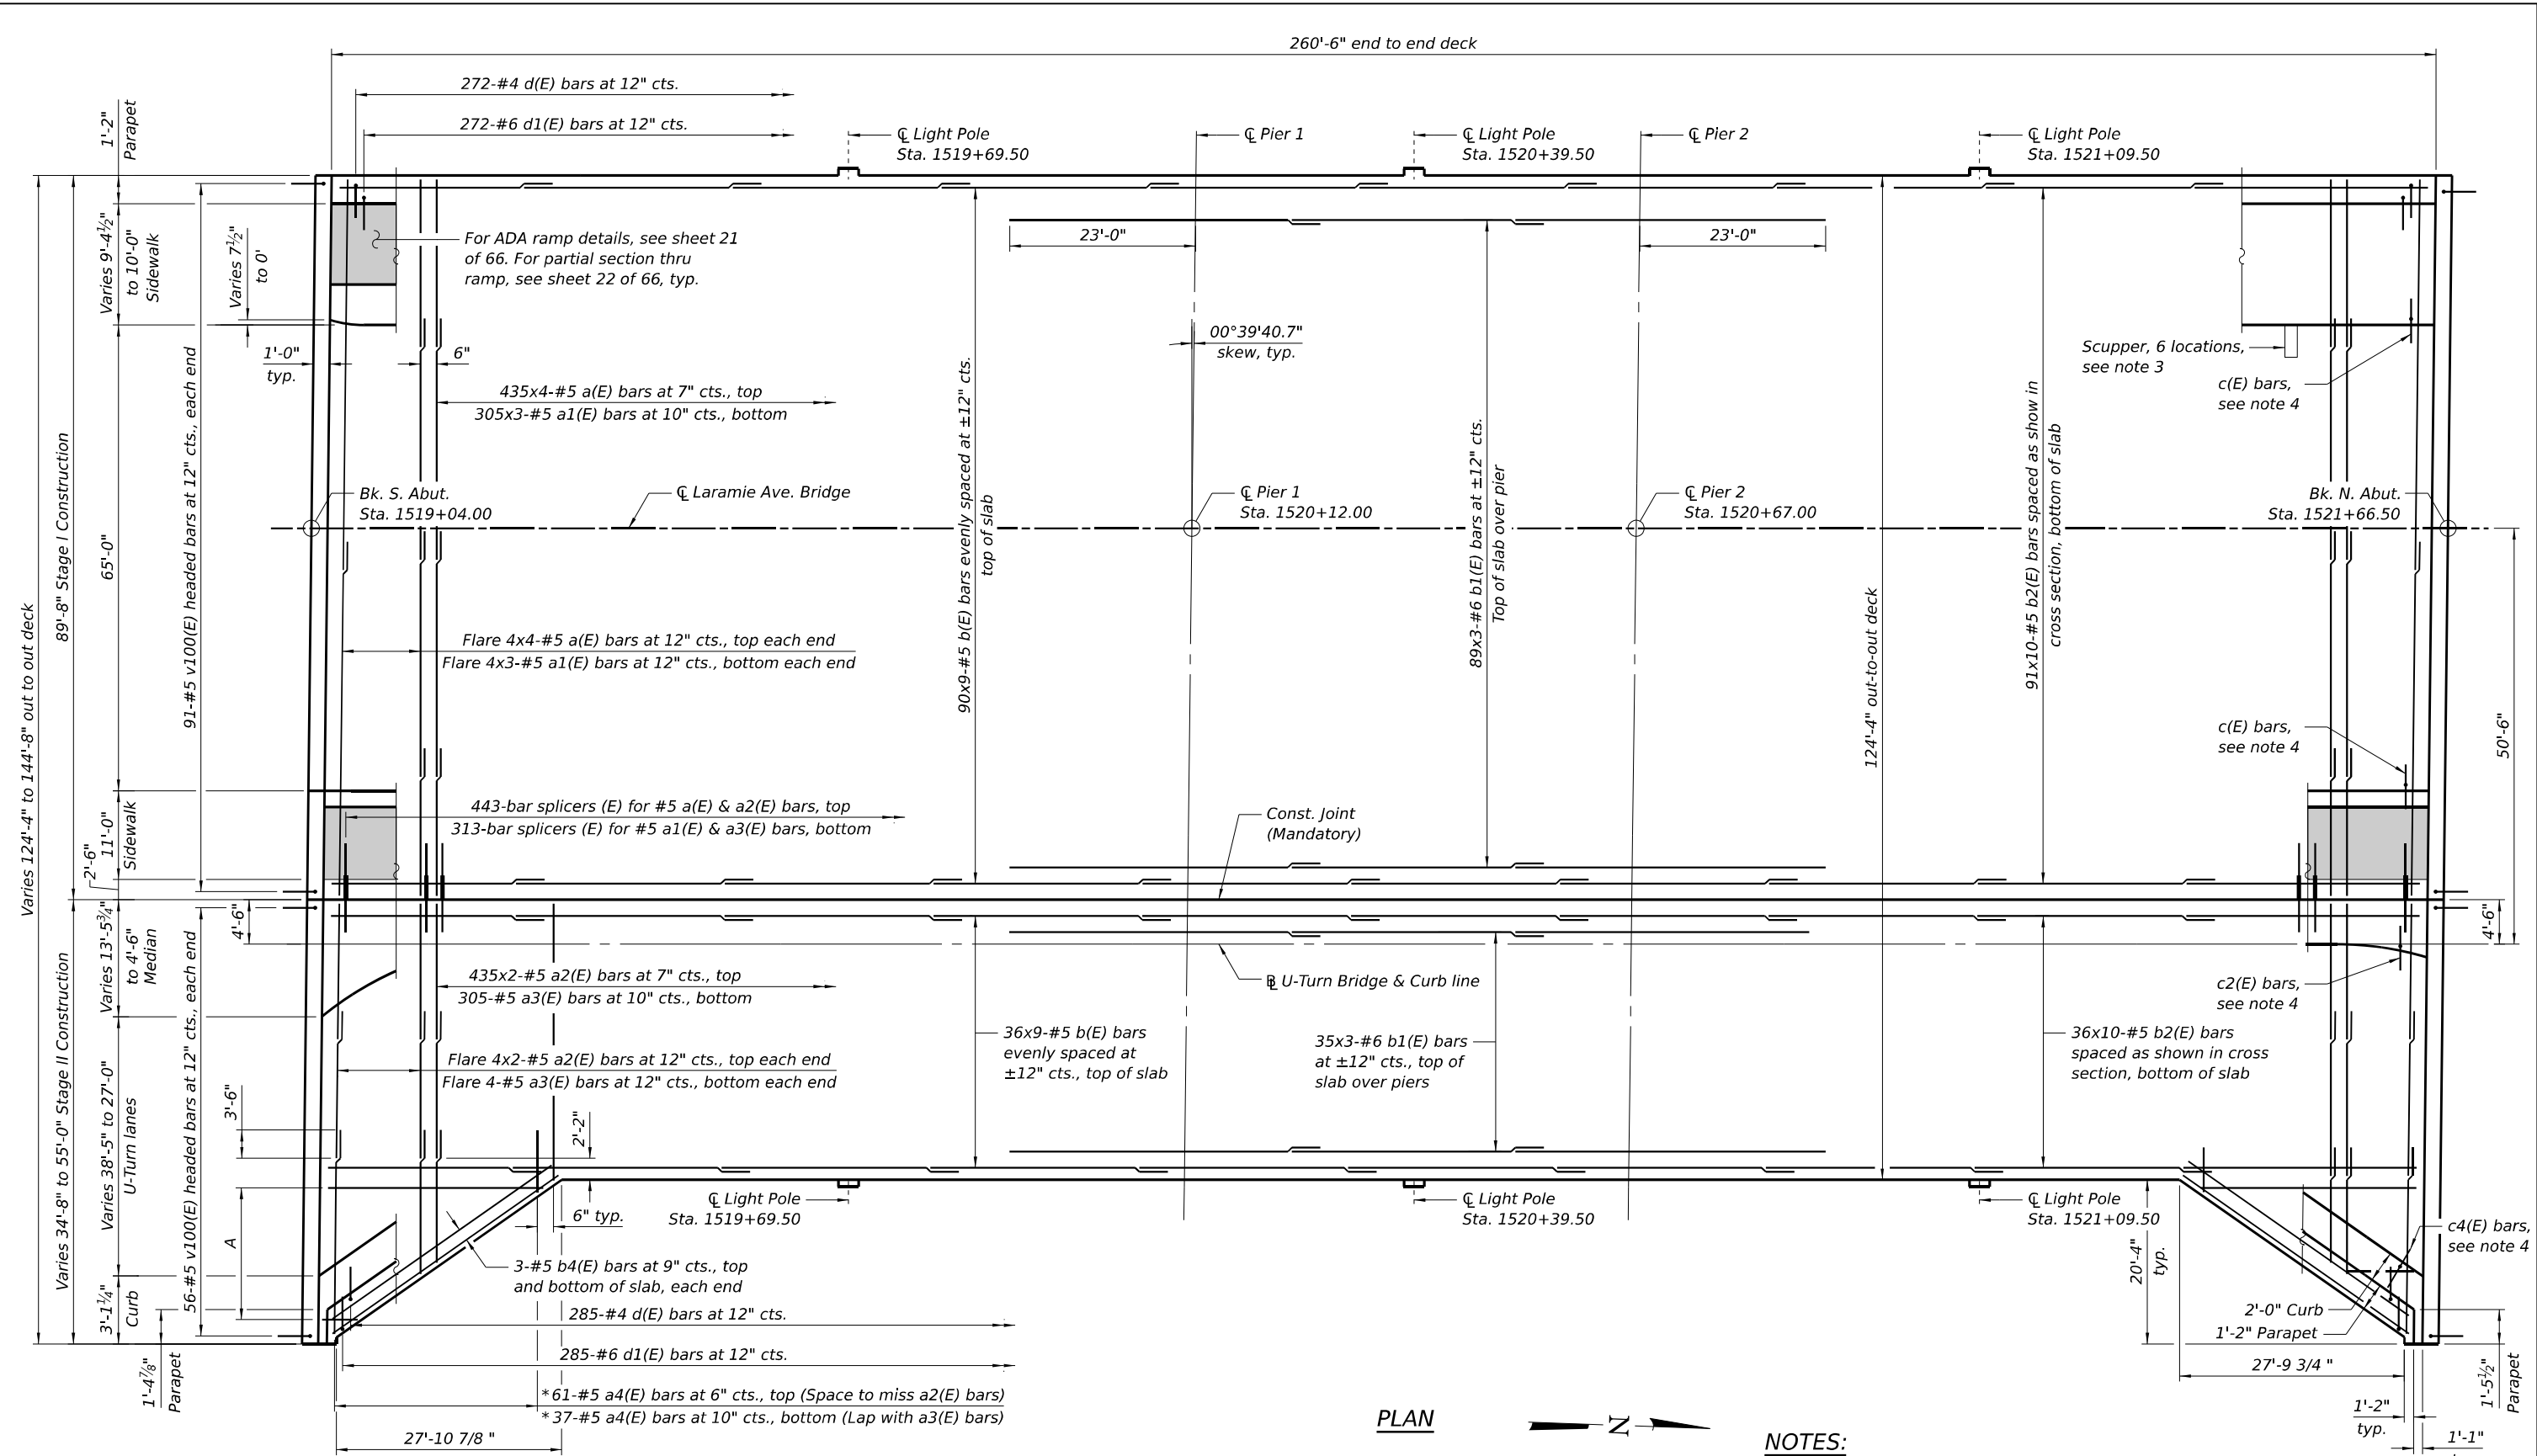 260'-6" end to end deck
272-#4 d(E) bars at 12" cts.
272-#6 d1(E) bars at 12" cts.
1'-2"
Parapet
℄ Light Pole
Sta. 1519+69.50
℄ Pier 1
℄ Light Pole
Sta. 1520+39.50
℄ Pier 2
℄ Light Pole
Sta. 1521+09.50
Varies 9'-4½"
to 10'-0"
Sidewalk
Varies 7½"
to 0'
For ADA ramp details, see sheet 21
of 66. For partial section thru
ramp, see sheet 22 of 66, typ.
23'-0"
23'-0"
00°39'40.7"
skew, typ.
1'-0"
typ.
6"
435x4-#5 a(E) bars at 7" cts., top
305x3-#5 a1(E) bars at 10" cts., bottom
Scupper, 6 locations,
see note 3
c(E) bars,
see note 4
Varies 124'-4" to 144'-8" out to out deck
89'-8" Stage I Construction
65'-0"
91-#5 v100(E) headed bars at 12" cts., each end
90x9-#5 b(E) bars evenly spaced at ±12" cts.
top of slab
89x3-#6 b1(E) bars at ±12" cts.
Top of slab over pier
124'-4" out-to-out deck
91x10-#5 b2(E) bars spaced as show in
cross section, bottom of slab
Bk. S. Abut.
Sta. 1519+04.00
℄ Laramie Ave. Bridge
℄ Pier 1
Sta. 1520+12.00
℄ Pier 2
Sta. 1520+67.00
Bk. N. Abut.
Sta. 1521+66.50
Flare 4x4-#5 a(E) bars at 12" cts., top each end
Flare 4x3-#5 a1(E) bars at 12" cts., bottom each end
50'-6"
c(E) bars,
see note 4
11'-0"
Sidewalk
2'-6"
443-bar splicers (E) for #5 a(E) & a2(E) bars, top
313-bar splicers (E) for #5 a1(E) & a3(E) bars, bottom
Const. Joint
(Mandatory)
4'-6"
4'-6"
Varies 34'-8" to 55'-0" Stage II Construction
Varies 13'-5¾"
to 4'-6"
Median
56-#5 v100(E) headed bars at 12" cts., each end
435x2-#5 a2(E) bars at 7" cts., top
305-#5 a3(E) bars at 10" cts., bottom
℄ U-Turn Bridge & Curb line
c2(E) bars,
see note 4
Varies 38'-5" to 27'-0"
U-Turn lanes
36x9-#5 b(E) bars
evenly spaced at
±12" cts., top of slab
35x3-#6 b1(E) bars
at ±12" cts., top of
slab over piers
36x10-#5 b2(E) bars
spaced as shown in cross
section, bottom of slab
Flare 4x2-#5 a2(E) bars at 12" cts., top each end
Flare 4-#5 a3(E) bars at 12" cts., bottom each end
3'-6"
2'-2"
A
℄ Light Pole
Sta. 1519+69.50
℄ Light Pole
Sta. 1520+39.50
℄ Light Pole
Sta. 1521+09.50
6" typ.
20'-4"
typ.
c4(E) bars,
see note 4
3-#5 b4(E) bars at 9" cts., top
and bottom of slab, each end
3'-1¼"
Curb
285-#4 d(E) bars at 12" cts.
2'-0" Curb
1'-2" Parapet
285-#6 d1(E) bars at 12" cts.
1'-4⅞"
Parapet
*61-#5 a4(E) bars at 6" cts., top (Space to miss a2(E) bars)
*37-#5 a4(E) bars at 10" cts., bottom (Lap with a3(E) bars)
27'-9 3/4 "
1'-5½"
Parapet
27'-10 7/8 "
1'-2"
typ.
1'-1"
PLAN
N
NOTES: